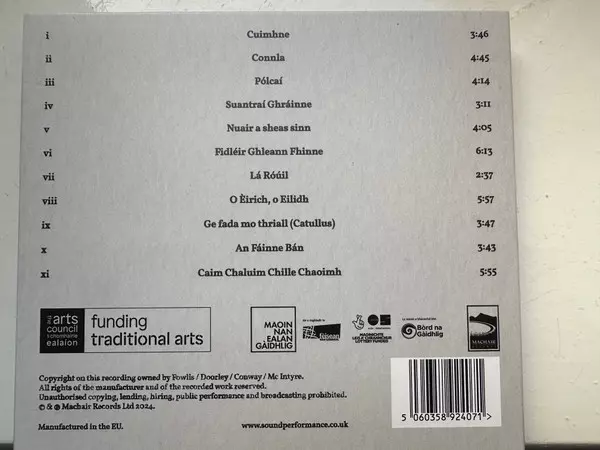 i Cuimhne 3:46
ii Connla 4:45
iii Pólcaí 4:14
iv Suantraí Ghráinne 3:11
v Nuair a sheas sinn 4:05
vi Fidléir Ghleann Fhinne 6:13
vii Lá Róúil 2:37
viii O Èirich, o Eilidh 5:57
ix Ge fada mo thriall (Catullus) 3:47
x An Fáinne Bán 3:43
xi Caim Chaluim Chille Chaoimh 5:55
the arts council
ealaíon
funding
traditional arts
MAOIN
NAN
EALAN
GÀIDHLIG
fèisean
LOTTERY FUNDED
Bòrd na
Gàidhlig
MACHAIR
Copyright on this recording owned by Fowlis / Doorley / Conway / Mc Intyre.
All rights of the manufacturer and of the recorded work reserved.
Unauthorised copying, lending, hiring, public performance and broadcasting prohibited.
© & ℗ Machair Records Ltd 2024.
Manufactured in the EU.
www.soundperformance.co.uk
5 060358 924071 >